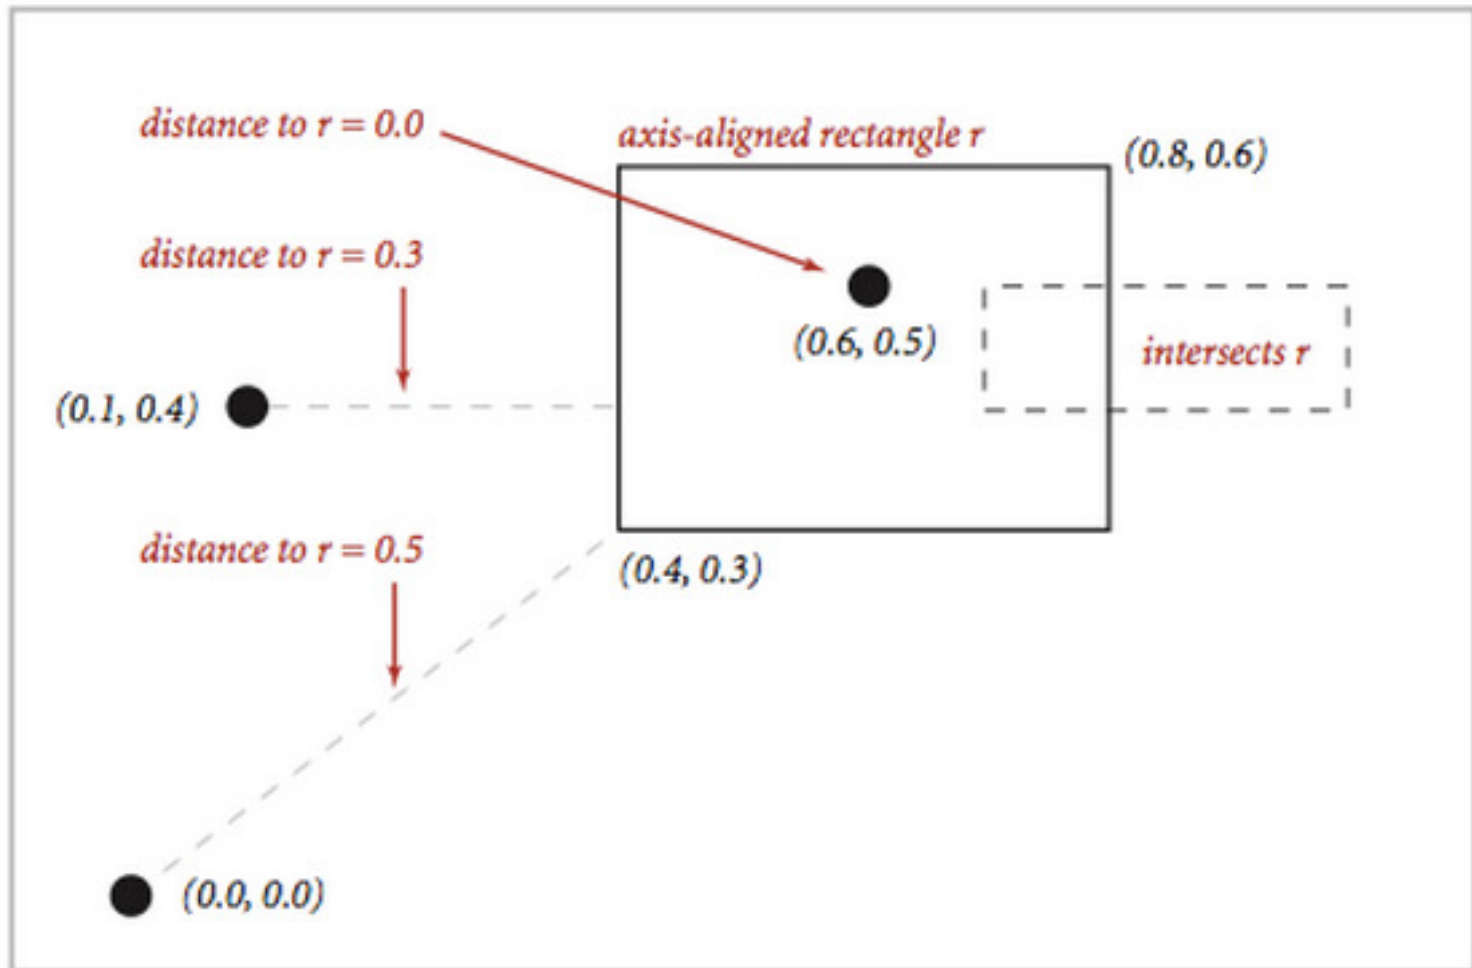 distance to r = 0.0
axis-aligned rectangle r
(0.8, 0.6)
distance to r = 0.3
(0.6, 0.5)
intersects r
(0.1, 0.4)
distance to r = 0.5
(0.4, 0.3)
(0.0, 0.0)